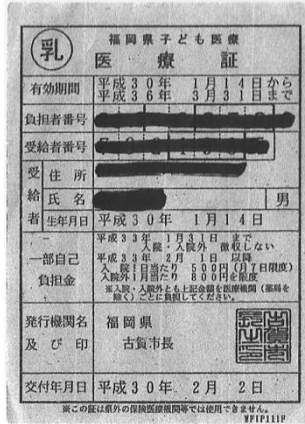 乳
福岡県子ども医療
医療証
有効期間
平成30年 1月14日から
平成36年 3月31日まで
負担者番号
受給者番号
受給者
住所
氏名
男
生年月日
平成30年 1月14日
一部自己負担金
平成33年 1月31日 まで
入院・入院外 徴収しない
平成33年 2月 1日 以降
入院1日当たり 500円(月7日限度)
入院外1月当たり 800円を限度
※入院・入院外とも上記金額を医療機関(薬局を
除く)ごとに負担してください。
発行機関名
及び印
福岡県
古賀市長
交付年月日
平成30年 2月 2日
※この証は県外の保険医療機関等では使用できません。
WPIP111F